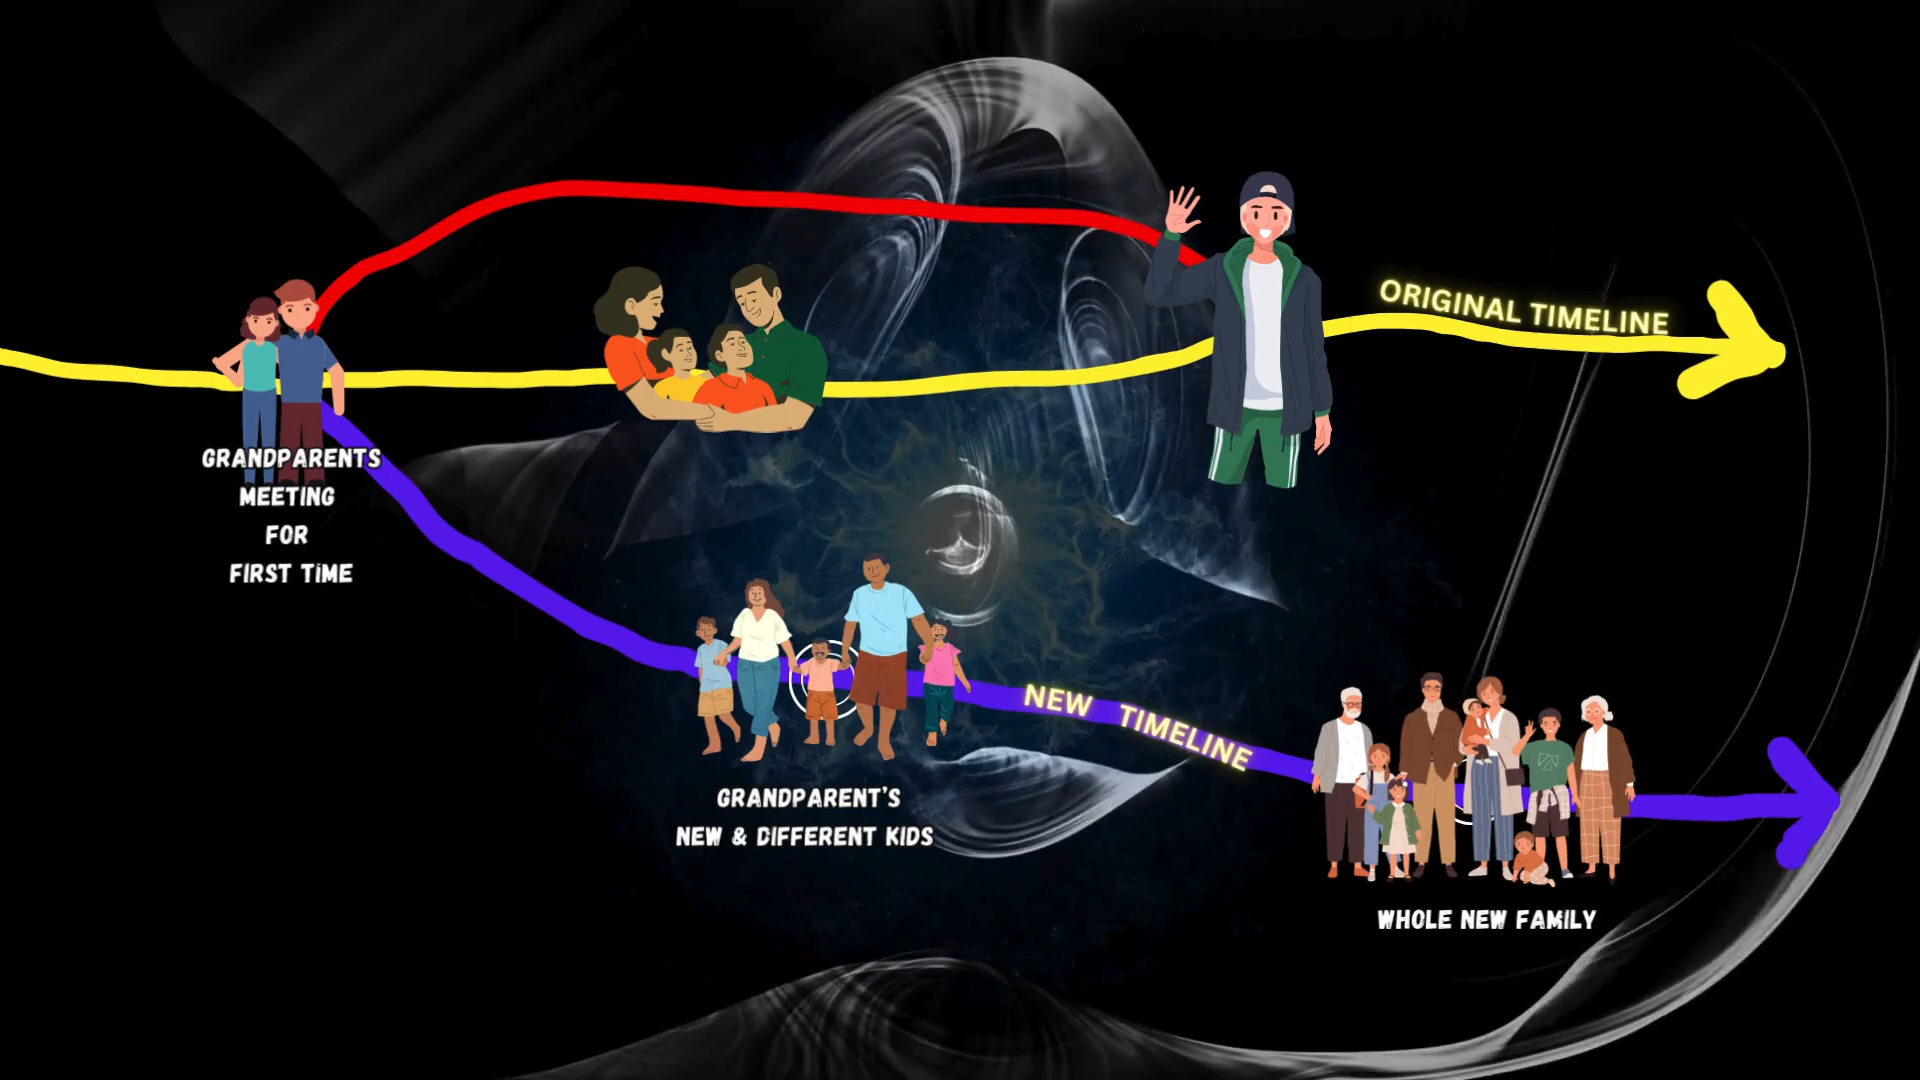 ORIGINAL TIMELINE
GRANDPARENTS
MEETING
FOR
FIRST TIME
NEW TIMELINE
GRANDPARENT'S
NEW & DIFFERENT KIDS
WHOLE NEW FAMILY